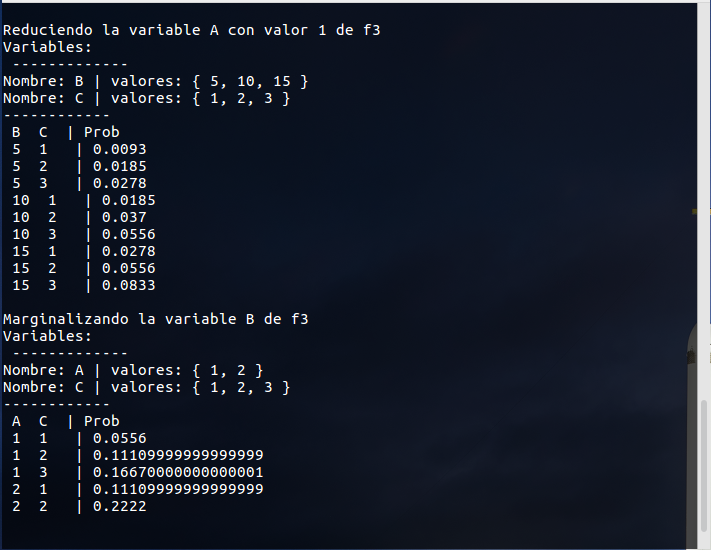 Reduciendo la variable A con valor 1 de f3
Variables:
-------------
Nombre: B | valores: { 5, 10, 15 }
Nombre: C | valores: { 1, 2, 3 }
------------
B C | Prob
5 1 | 0.0093
5 2 | 0.0185
5 3 | 0.0278
10 1 | 0.0185
10 2 | 0.037
10 3 | 0.0556
15 1 | 0.0278
15 2 | 0.0556
15 3 | 0.0833
Marginalizando la variable B de f3
Variables:
-------------
Nombre: A | valores: { 1, 2 }
Nombre: C | valores: { 1, 2, 3 }
------------
A C | Prob
1 1 | 0.0556
1 2 | 0.11109999999999999
1 3 | 0.16670000000000001
2 1 | 0.11109999999999999
2 2 | 0.2222